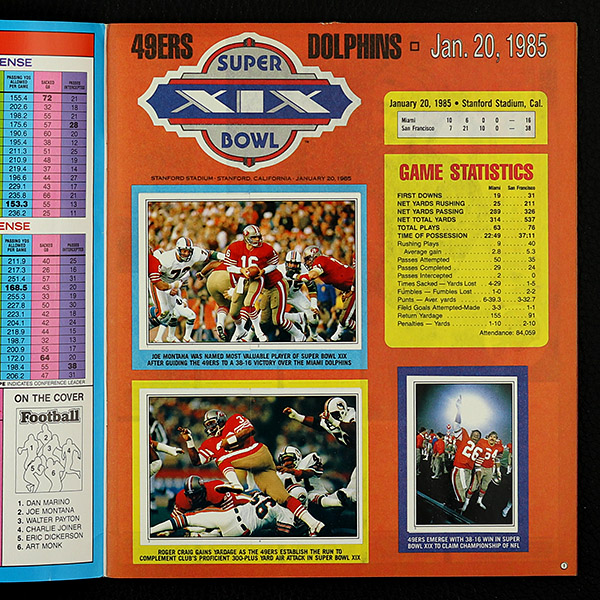 ENSE
PASSING YDS ALLOWED PER GAME SACKED QB PASSES INTERCEPTED
155.4 72 21
202.6 32 18
198.2 55 21
175.6 57 28
190.6 60 20
195.4 38 12
211.3 51 25
210.9 48 19
214.4 37 14
196.6 44 27
229.1 43 17
235.8 66 21
153.3 55 13
236.2 25 11
ENSE
PASSING YDS ALLOWED PER GAME SACKED QB PASSES INTERCEPTED
211.9 40 25
217.3 26 16
251.4 57 31
168.5 43 20
255.3 33 19
227.8 50 30
223.1 42 24
204.1 42 24
218.9 44 15
198.7 32 13
200.9 55 17
172.0 64 20
198.4 55 38
206.2 47 31
PE INDICATES CONFERENCE LEADER
ON THE COVER
Football
1
2
3
4
5
6
1. DAN MARINO
2. JOE MONTANA
3. WALTER PAYTON
4. CHARLIE JOINER
5. ERIC DICKERSON
6. ART MONK
49ERS DOLPHINS Jan. 20, 1985
SUPER
XIX
BOWL
TM
STANFORD STADIUM · STANFORD, CALIFORNIA · JANUARY 20, 1985
January 20, 1985 • Stanford Stadium, Cal.
Miami 10 6 0 0 — 16
San Francisco 7 21 10 0 — 38
GAME STATISTICS
Miami San Francisco
FIRST DOWNS 19 31
NET YARDS RUSHING 25 211
NET YARDS PASSING 289 326
NET TOTAL YARDS 314 537
TOTAL PLAYS 63 76
TIME OF POSSESSION 22:49 37:11
Rushing Plays 9 40
Average gain 2.8 5.3
Passes Attempted 50 35
Passes Completed 29 24
Passes Intercepted 2 0
Times Sacked — Yards Lost 4-29 1-5
Fumbles — Fumbles Lost 1-0 2-2
Punts — Aver. yards 6-39.3 3-32.7
Field Goals Attempted-Made 3-3 1-1
Return Yardage 155 91
Penalties — Yards 1-10 2-10
Attendance: 84,059
16
JOE MONTANA WAS NAMED MOST VALUABLE PLAYER OF SUPER BOWL XIX
AFTER GUIDING THE 49ERS TO A 38-16 VICTORY OVER THE MIAMI DOLPHINS
ROGER CRAIG GAINS YARDAGE AS THE 49ERS ESTABLISH THE RUN TO
COMPLEMENT CLUB'S PROFICIENT 300-PLUS YARD AIR ATTACK IN SUPER BOWL XIX
26
24
49ERS EMERGE WITH 38-16 WIN IN SUPER
BOWL XIX TO CLAIM CHAMPIONSHIP OF NFL